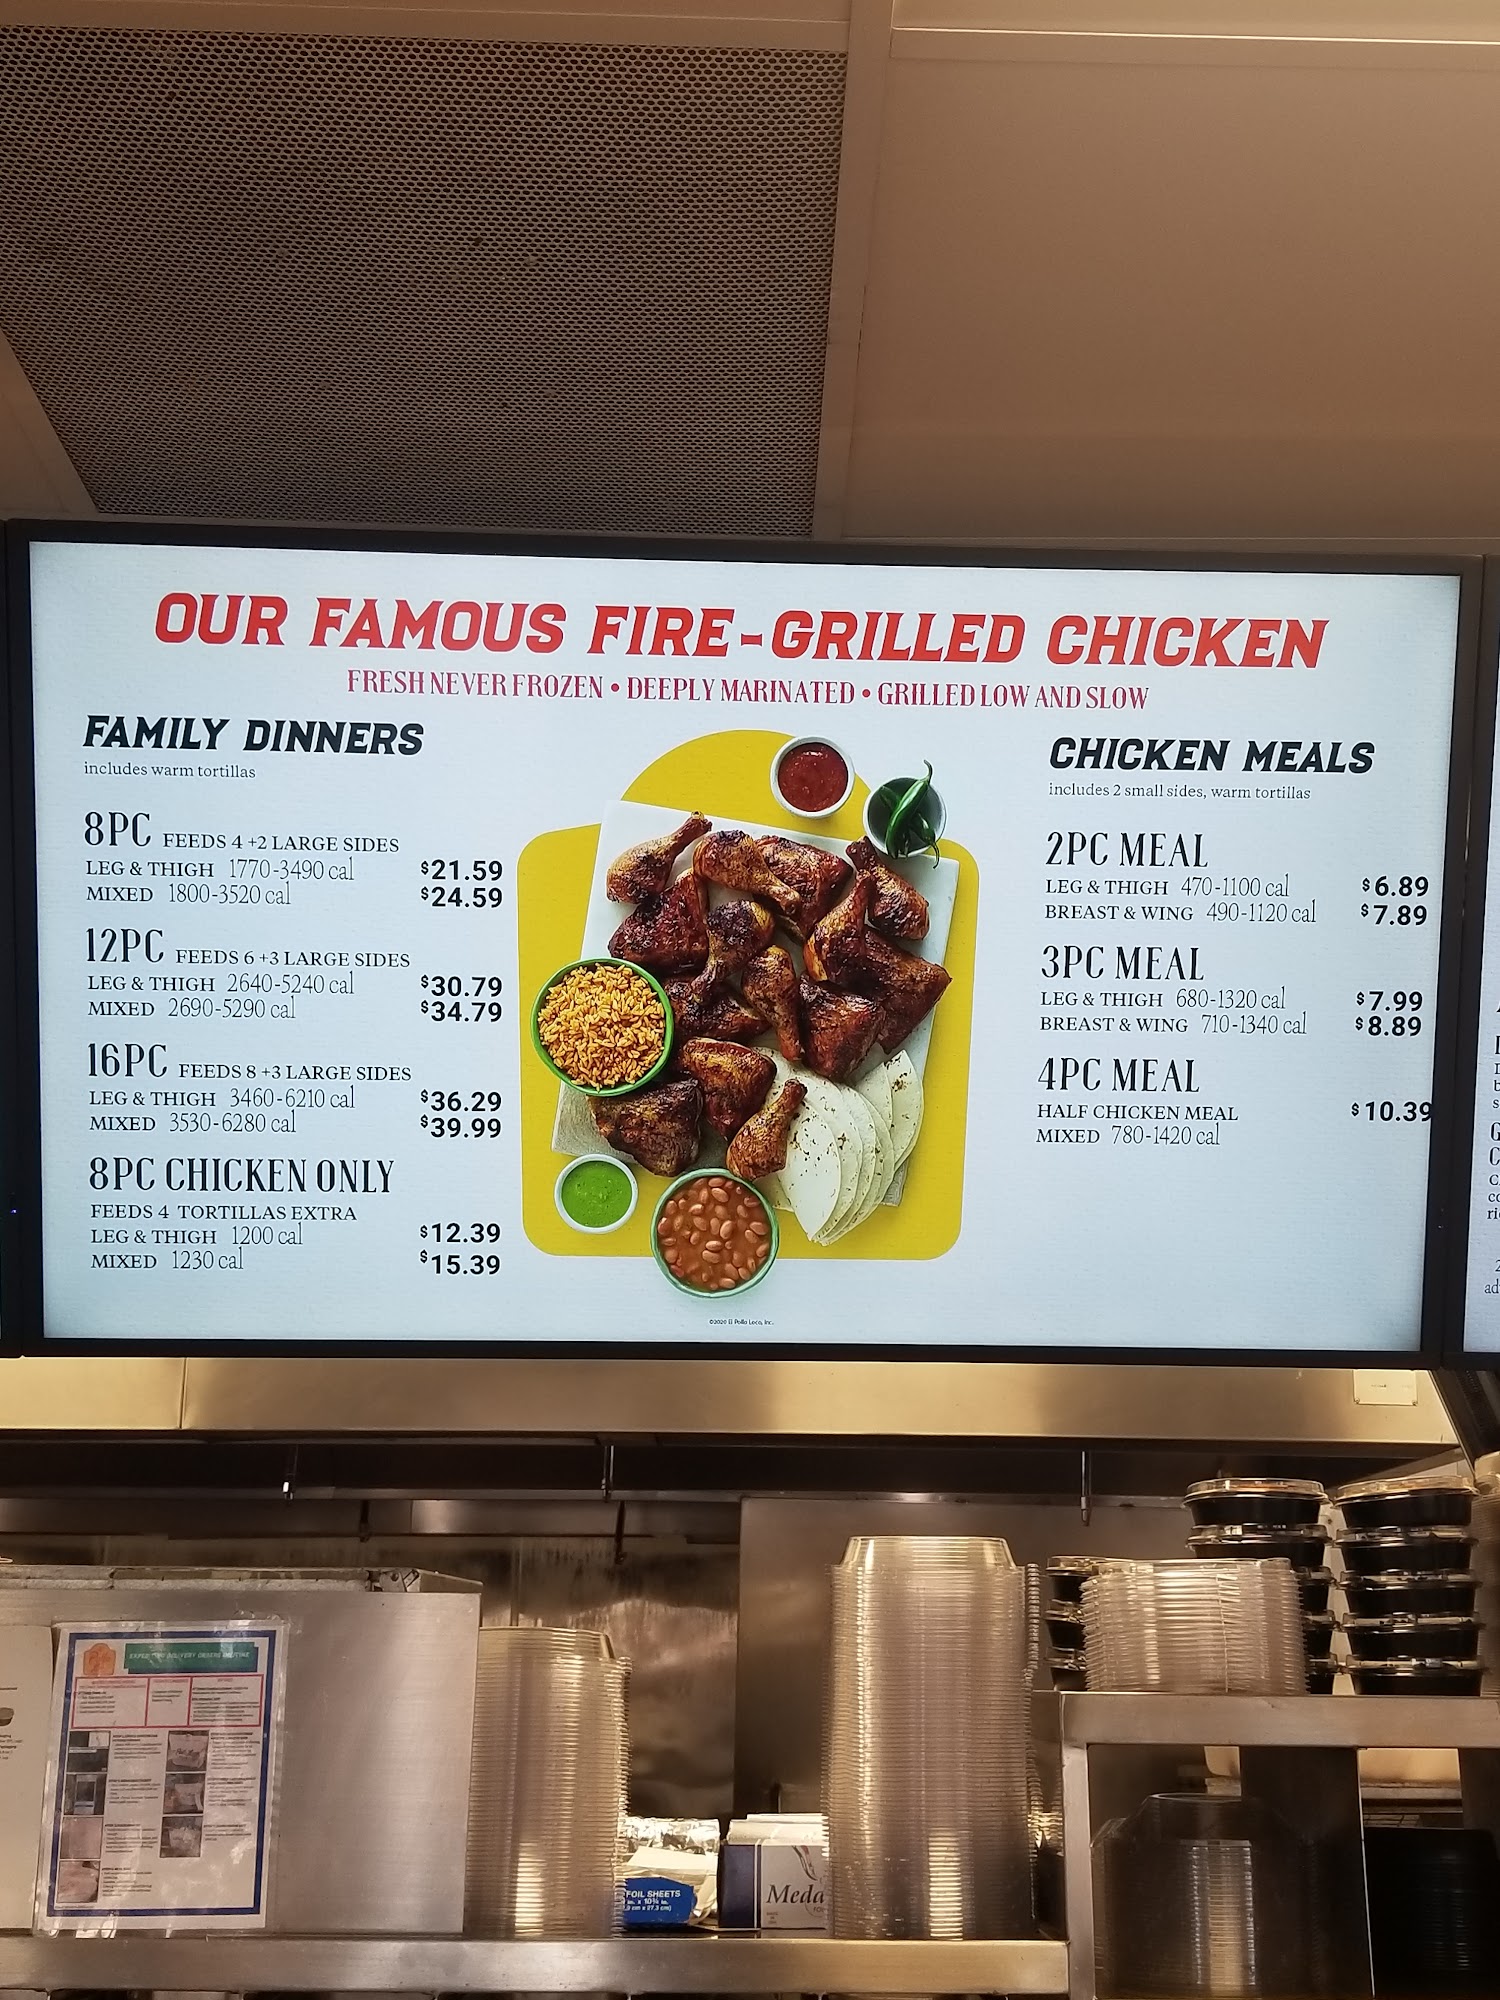 OUR FAMOUS FIRE-GRILLED CHICKEN
FRESH NEVER FROZEN • DEEPLY MARINATED • GRILLED LOW AND SLOW
FAMILY DINNERS
includes warm tortillas
8PC FEEDS 4 +2 LARGE SIDES
LEG & THIGH 1770-3490 cal $21.59
MIXED 1800-3520 cal $24.59
12PC FEEDS 6 +3 LARGE SIDES
LEG & THIGH 2640-5240 cal $30.79
MIXED 2690-5290 cal $34.79
16PC FEEDS 8 +3 LARGE SIDES
LEG & THIGH 3460-6210 cal $36.29
MIXED 3530-6280 cal $39.99
8PC CHICKEN ONLY
FEEDS 4 TORTILLAS EXTRA
LEG & THIGH 1200 cal $12.39
MIXED 1230 cal $15.39
CHICKEN MEALS
includes 2 small sides, warm tortillas
2PC MEAL
LEG & THIGH 470-1100 cal $6.89
BREAST & WING 490-1120 cal $7.89
3PC MEAL
LEG & THIGH 680-1320 cal $7.99
BREAST & WING 710-1340 cal $8.89
4PC MEAL
HALF CHICKEN MEAL $10.39
MIXED 780-1420 cal
©2020 El Pollo Loco, Inc.
FOIL SHEETS
Meda